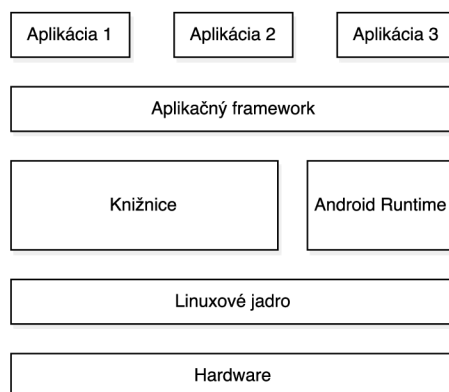 Aplikácia 1
Aplikácia 2
Aplikácia 3
Aplikačný framework
Knižnice
Android Runtime
Linuxové jadro
Hardware